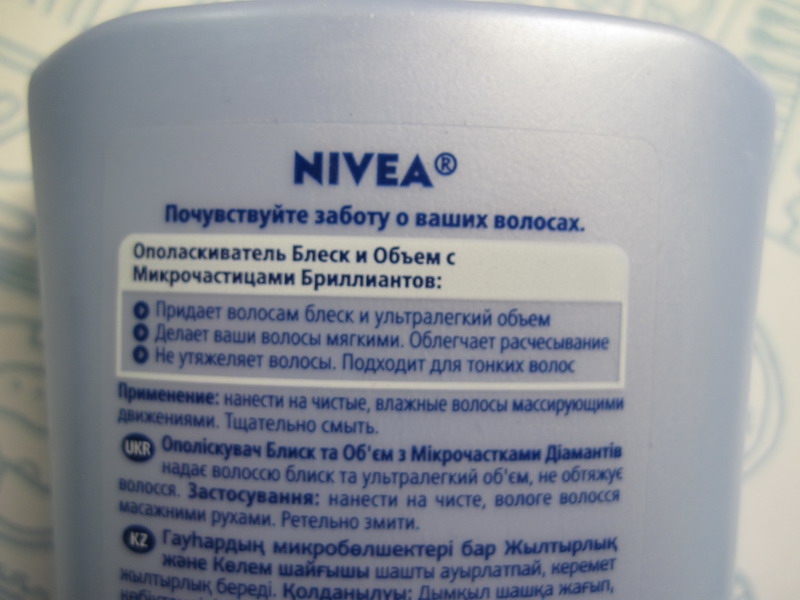 NIVEA®
Почувствуйте заботу о ваших волосах.
Ополаскиватель Блеск и Объем с
Микрочастицами Бриллиантов:
Придает волосам блеск и ультралегкий объем
Делает ваши волосы мягкими. Облегчает расчесывание
Не утяжеляет волосы. Подходит для тонких волос
Применение: нанести на чистые, влажные волосы массирующими
движениями. Тщательно смыть.
UKR Ополіскувач Блиск та Об'єм з Мікрочастками Діамантів
надає волоссю блиск та ультралегкий об'єм, не обтяжує
волосся. Застосування: нанести на чисте, вологе волосся
масажними рухами. Ретельно змити.
KZ Гауһардың микробөлшектері бар Жылтырлық
және Көлем шайғышы шашты ауырлатпай, керемет
жылтырлық береді. Қолданылуы: Дымқыл шашқа жағып,